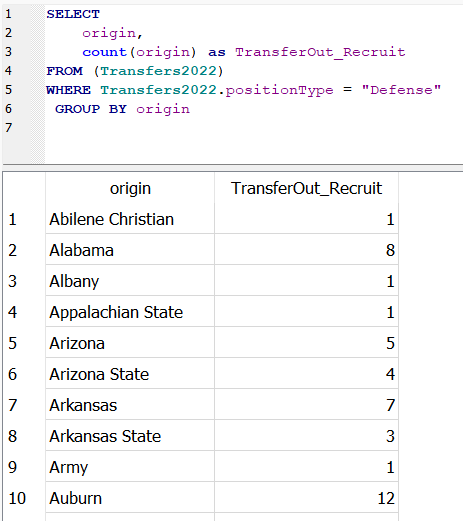 1 SELECT
2 origin,
3 count(origin) as TransferOut_Recruit
4 FROM (Transfers2022)
5 WHERE Transfers2022.positionType = "Defense"
6 GROUP BY origin
7
origin TransferOut_Recruit
1 Abilene Christian 1
2 Alabama 8
3 Albany 1
4 Appalachian State 1
5 Arizona 5
6 Arizona State 4
7 Arkansas 7
8 Arkansas State 3
9 Army 1
10 Auburn 12